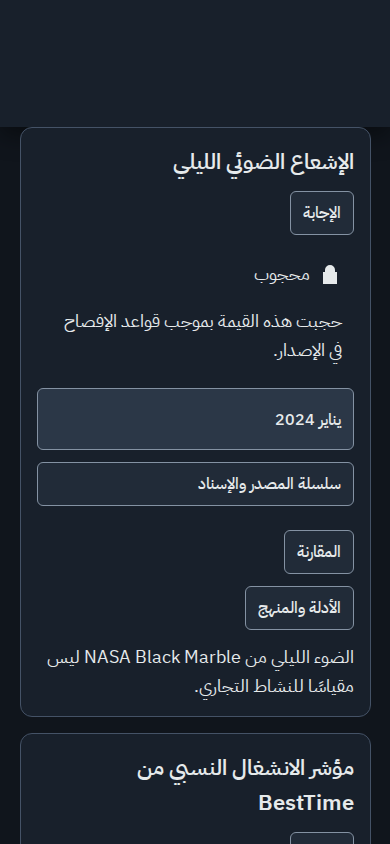 الإشعاع الضوئي الليلي
الإجابة
محجوب
حجبت هذه القيمة بموجب قواعد الإفصاح
في الإصدار.
يناير 2024
سلسلة المصدر والإسناد
المقارنة
الأدلة والمنهج
الضوء الليلي من NASA Black Marble ليس
مقياسًا للنشاط التجاري.
مؤشر الانشغال النسبي من
BestTime